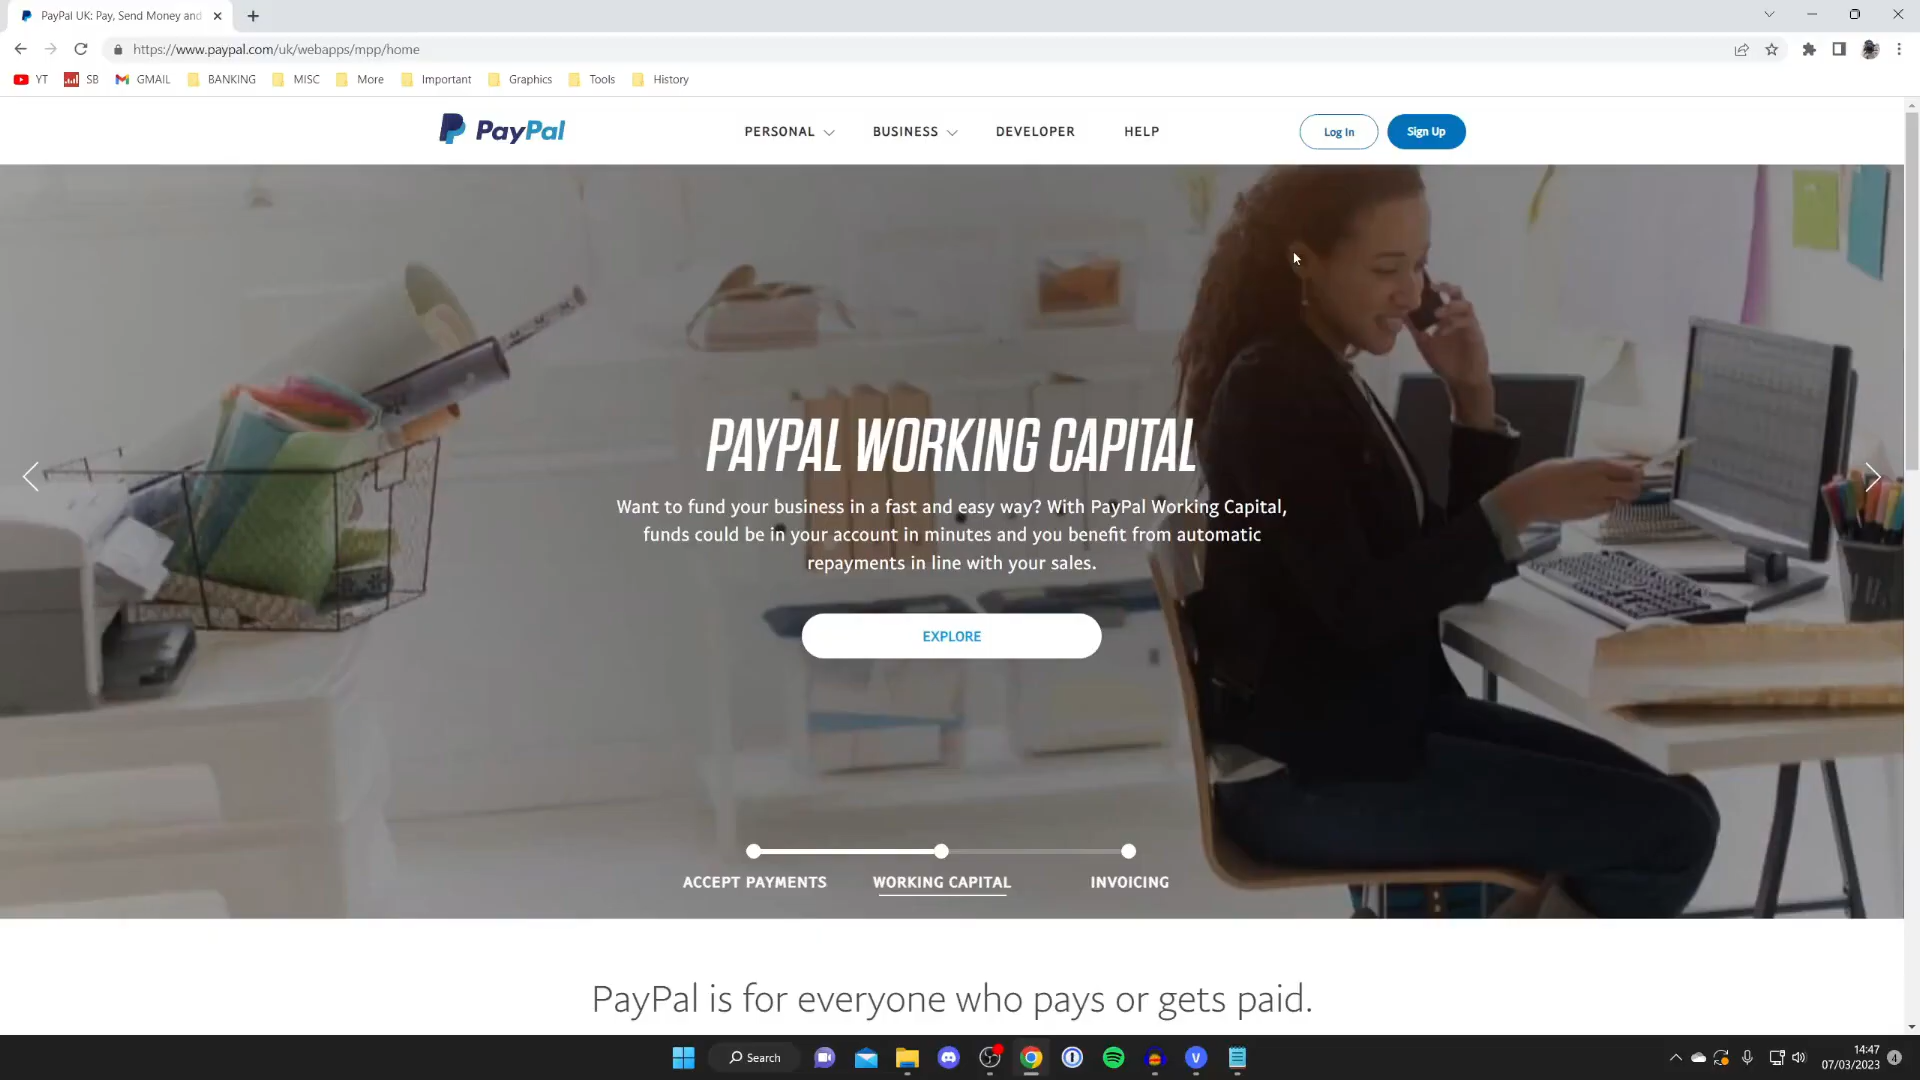 PayPal UK: Pay, Send Money and
https://www.paypal.com/uk/webapps/mpp/home
YT SB GMAIL BANKING MISC More Important Graphics Tools History
PayPal PERSONAL BUSINESS DEVELOPER HELP Log In Sign Up
PAYPAL WORKING CAPITAL
Want to fund your business in a fast and easy way? With PayPal Working Capital,
funds could be in your account in minutes and you benefit from automatic
repayments in line with your sales.
EXPLORE
ACCEPT PAYMENTS WORKING CAPITAL INVOICING
PayPal is for everyone who pays or gets paid.
Search
14:47
07/03/2023
4